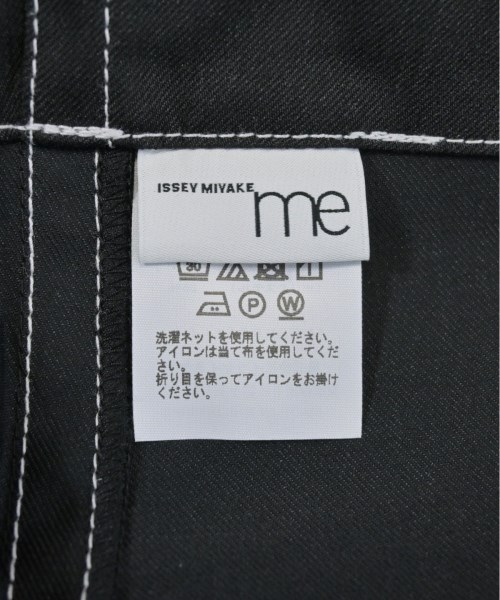 ISSEY MIYAKE
me
30
P W
洗濯ネットを使用してください。
アイロンは当て布を使用してくだ
さい。
折り目を保ってアイロンをお掛け
ください。